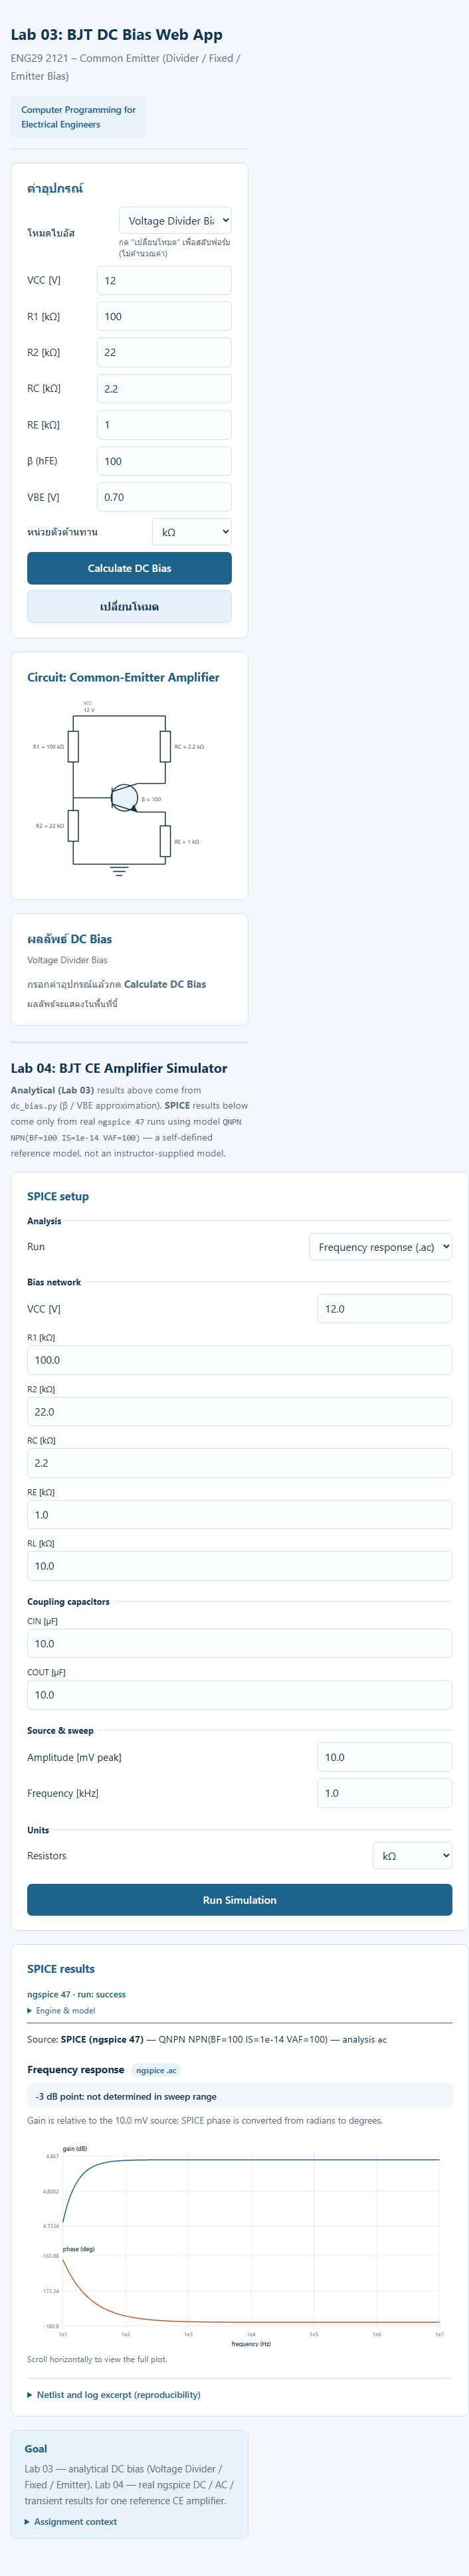 Lab 03: BJT DC Bias Web App
ENG29 2121 – Common Emitter (Divider / Fixed /
Emitter Bias)
Computer Programming for
Electrical Engineers
ค่าอุปกรณ์
โหมดไบอัส
Voltage Divider Bi
กด "เปลี่ยนโหมด" เพื่อสลับฟอร์ม
(ไม่คำนวณค่า)
VCC [V]
12
R1 [kΩ]
100
R2 [kΩ]
22
RC [kΩ]
2.2
RE [kΩ]
1
β (hFE)
100
VBE [V]
0.70
หน่วยตัวต้านทาน
kΩ
Calculate DC Bias
เปลี่ยนโหมด
Circuit: Common-Emitter Amplifier
VCC
12 V
R1 = 100 kΩ
RC = 2.2 kΩ
β = 100
R2 = 22 kΩ
RE = 1 kΩ
ผลลัพธ์ DC Bias
Voltage Divider Bias
กรอกค่าอุปกรณ์แล้วกด Calculate DC Bias
ผลลัพธ์จะแสดงในพื้นที่นี้
Lab 04: BJT CE Amplifier Simulator
Analytical (Lab 03) results above come from
dc_bias.py (β / VBE approximation). SPICE results below
come only from real ngspice 47 runs using model QNPN
NPN(BF=100 IS=1e-14 VAF=100) — a self-defined
reference model, not an instructor-supplied model.
SPICE setup
Analysis
Run
Frequency response (.ac)
Bias network
VCC [V]
12.0
R1 [kΩ]
100.0
R2 [kΩ]
22.0
RC [kΩ]
2.2
RE [kΩ]
1.0
RL [kΩ]
10.0
Coupling capacitors
CIN [µF]
10.0
COUT [µF]
10.0
Source & sweep
Amplitude [mV peak]
10.0
Frequency [kHz]
1.0
Units
Resistors
kΩ
Run Simulation
SPICE results
ngspice 47 · run: success
▶ Engine & model
Source: SPICE (ngspice 47) — QNPN NPN(BF=100 IS=1e-14 VAF=100) — analysis ac
Frequency response ngspice .ac
-3 dB point: not determined in sweep range
Gain is relative to the 10.0 mV source; SPICE phase is converted from radians to degrees.
gain (dB)
4.867
4.8002
4.7334
phase (deg)
-165.88
-173.34
-180.8
1e1 1e2 1e3 1e4 1e5 1e6 1e7
frequency (Hz)
Scroll horizontally to view the full plot.
▶ Netlist and log excerpt (reproducibility)
Goal
Lab 03 — analytical DC bias (Voltage Divider /
Fixed / Emitter). Lab 04 — real ngspice DC / AC /
transient results for one reference CE amplifier.
▶ Assignment context